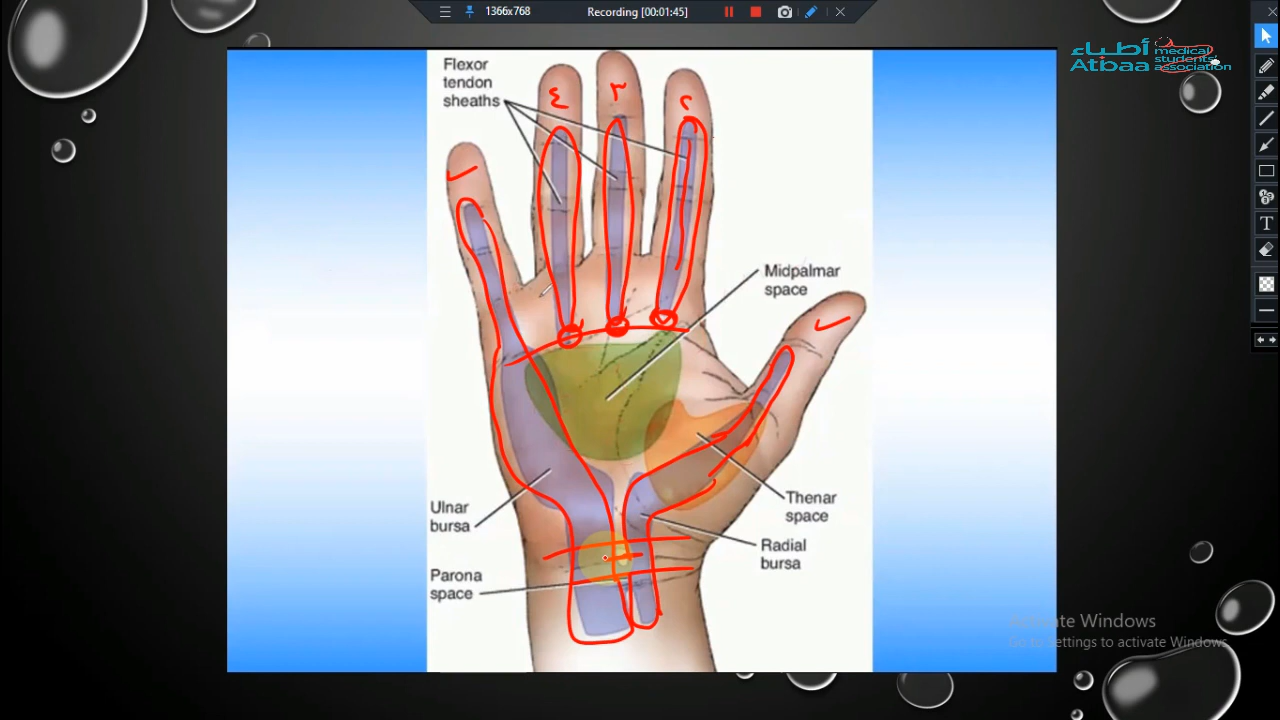 1366x768
Recording [00:01:45]
أطباء
Atibaa
medical
students'
association
Flexor
tendon
sheaths
٤
٣
٢
Midpalmar
space
Ulnar
bursa
Thenar
space
Radial
bursa
Parona
space
Activate Windows
Go to Settings to activate Windows.